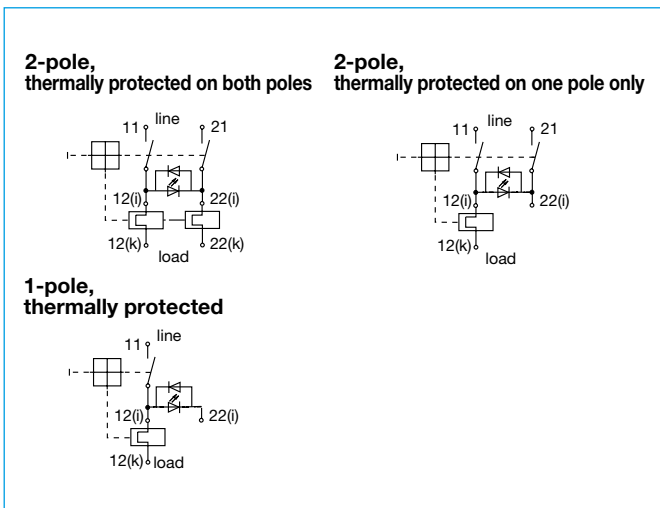 2-pole,
thermally protected on both poles
line
11 21
12(i) 22(i)
12(k) 22(k)
load
2-pole,
thermally protected on one pole only
line
11 21
12(i) 22(i)
12(k)
load
1-pole,
thermally protected
line
11
12(i) 22(i)
12(k) load